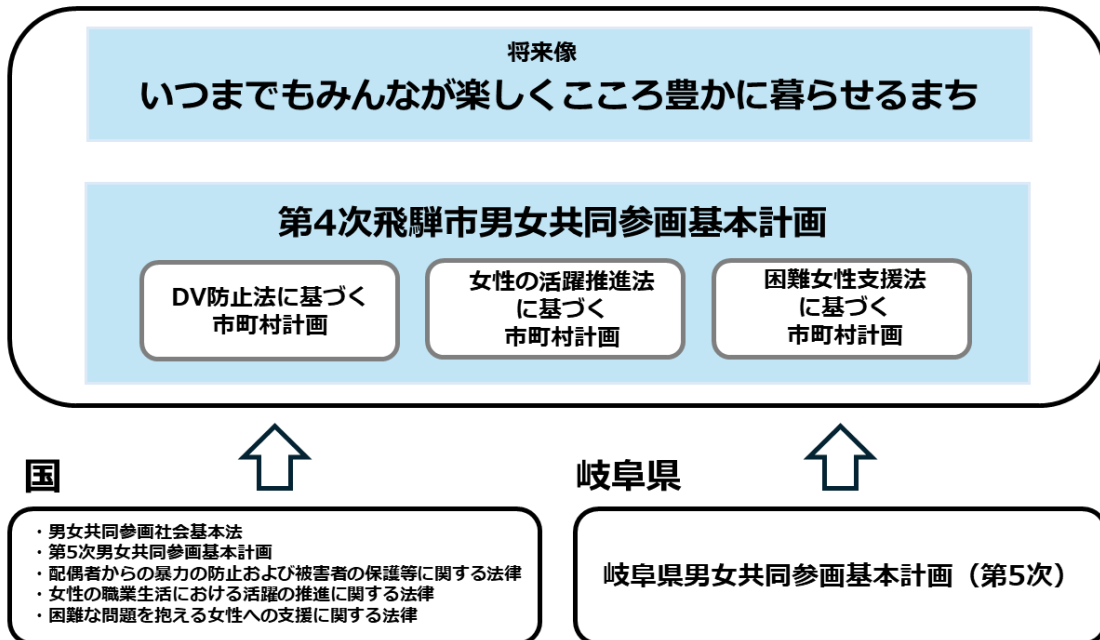 将来像
いつまでもみんなが楽しくこころ豊かに暮らせるまち
第4次飛騨市男女共同参画基本計画
DV防止法に基づく
市町村計画
女性の活躍推進法
に基づく
市町村計画
困難女性支援法
に基づく
市町村計画
国
・男女共同参画社会基本法
・第5次男女共同参画基本計画
・配偶者からの暴力の防止および被害者の保護等に関する法律
・女性の職業生活における活躍の推進に関する法律
・困難な問題を抱える女性への支援に関する法律
岐阜県
岐阜県男女共同参画基本計画（第5次）